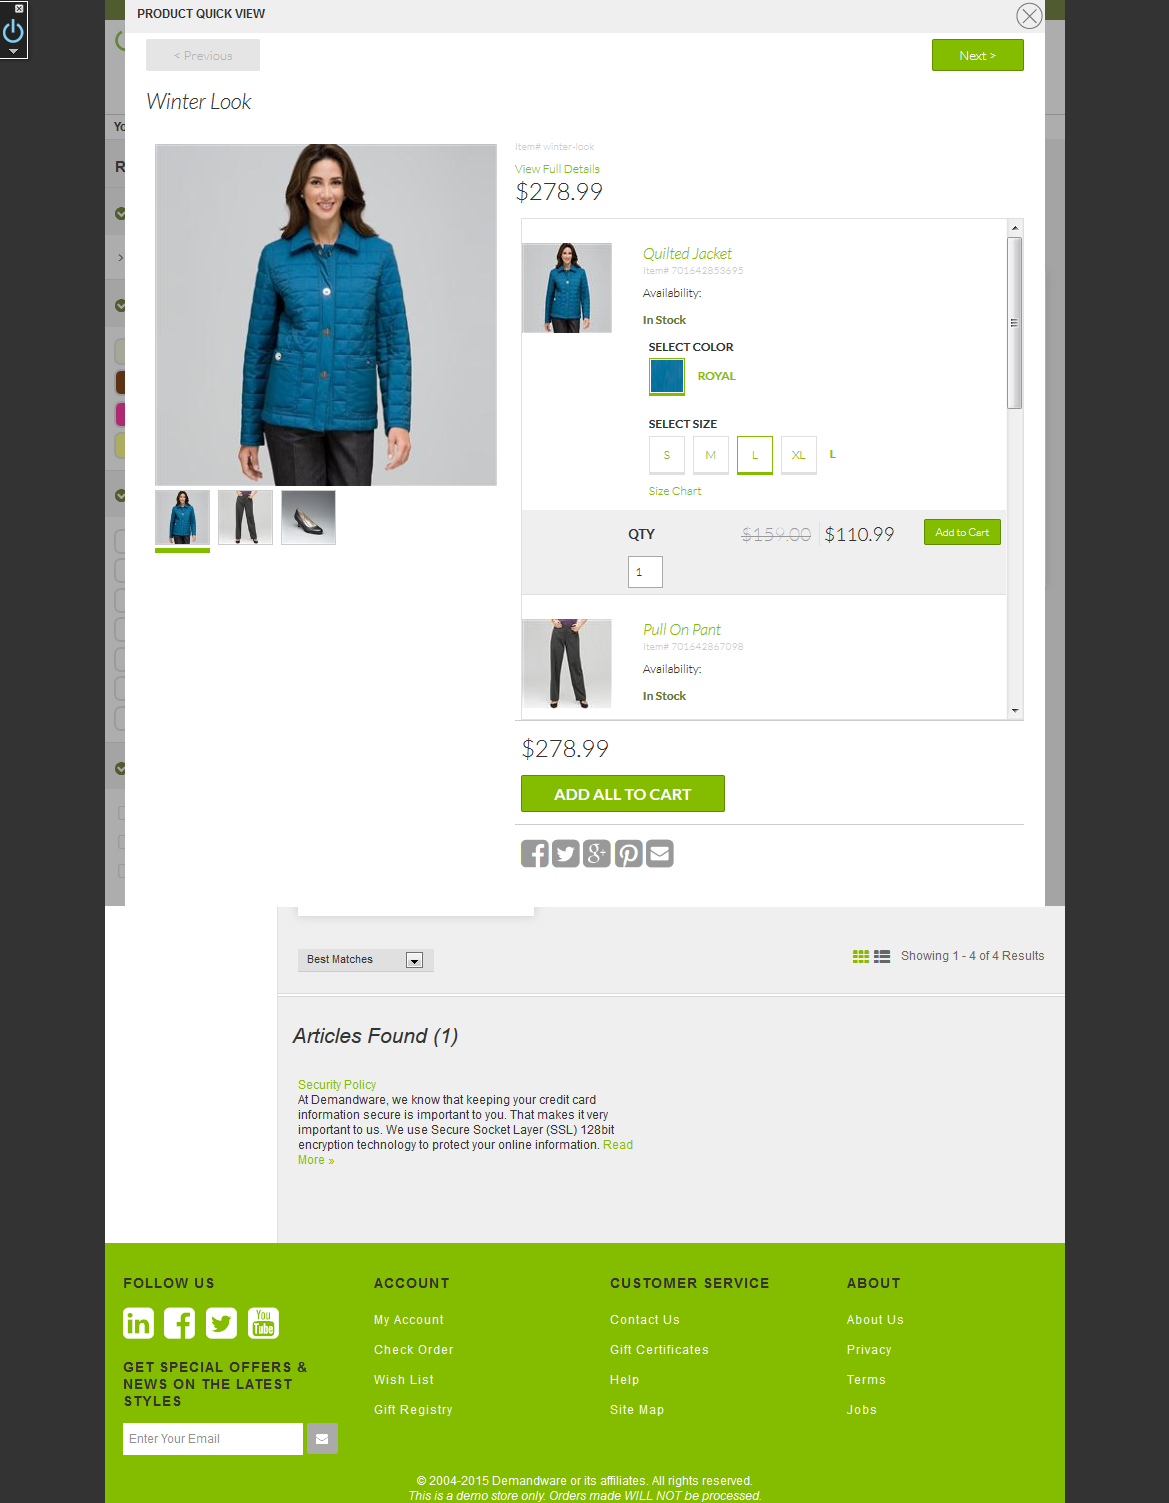 PRODUCT QUICK VIEW
< Previous
Next >
Winter Look
Item# winter-look
View Full Details
$278.99
Quilted Jacket
Item# 701642853695
Availability:
In Stock
SELECT COLOR
ROYAL
SELECT SIZE
S M L XL L
Size Chart
QTY
$159.00 $110.99
Add to Cart
1
Pull On Pant
Item# 701642867098
Availability:
In Stock
$278.99
ADD ALL TO CART
Best Matches
Showing 1 - 4 of 4 Results
Articles Found (1)
Security Policy
At Demandware, we know that keeping your credit card
information secure is important to you. That makes it very
important to us. We use Secure Socket Layer (SSL) 128bit
encryption technology to protect your online information. Read
More »
FOLLOW US
You
Tube
GET SPECIAL OFFERS &
NEWS ON THE LATEST
STYLES
Enter Your Email
ACCOUNT
My Account
Check Order
Wish List
Gift Registry
CUSTOMER SERVICE
Contact Us
Gift Certificates
Help
Site Map
ABOUT
About Us
Privacy
Terms
Jobs
© 2004-2015 Demandware or its affiliates. All rights reserved.
This is a demo store only. Orders made WILL NOT be processed.